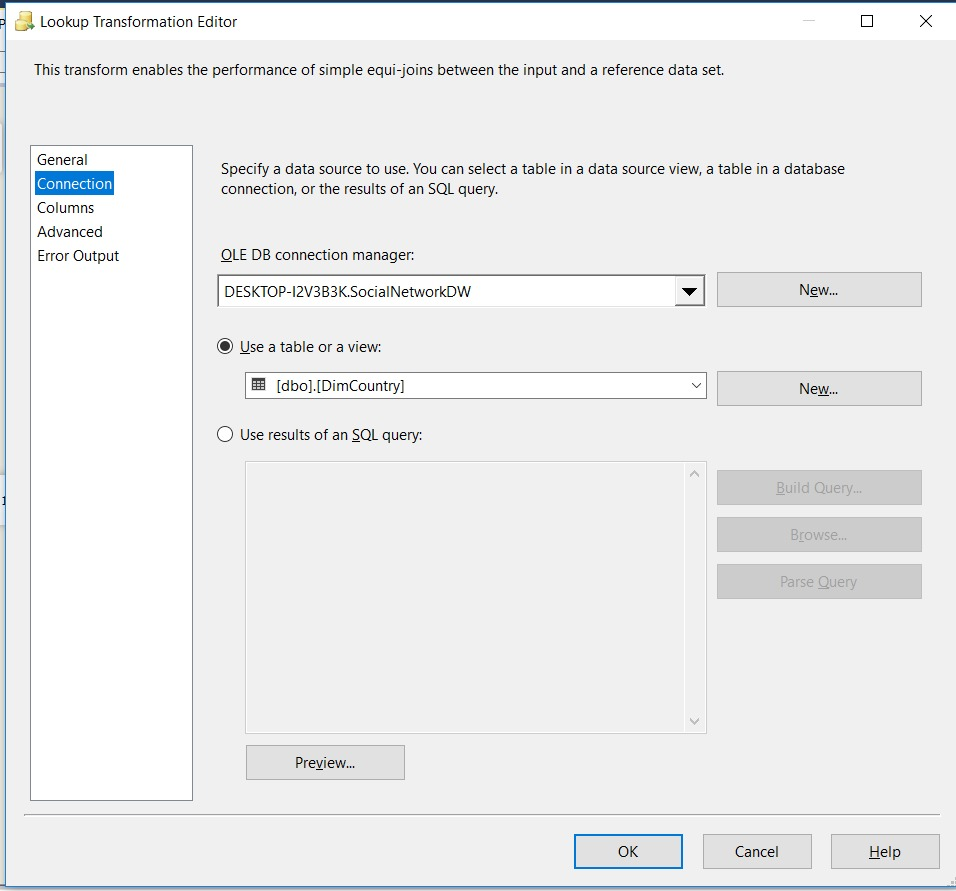 Lookup Transformation Editor
This transform enables the performance of simple equi-joins between the input and a reference data set.
General
Connection
Columns
Advanced
Error Output
Specify a data source to use. You can select a table in a data source view, a table in a database
connection, or the results of an SQL query.
OLE DB connection manager:
DESKTOP-I2V3B3K.SocialNetworkDW
New...
Use a table or a view:
[dbo].[DimCountry]
New...
Use results of an SQL query:
Build Query...
Browse...
Parse Query
Preview...
OK
Cancel
Help